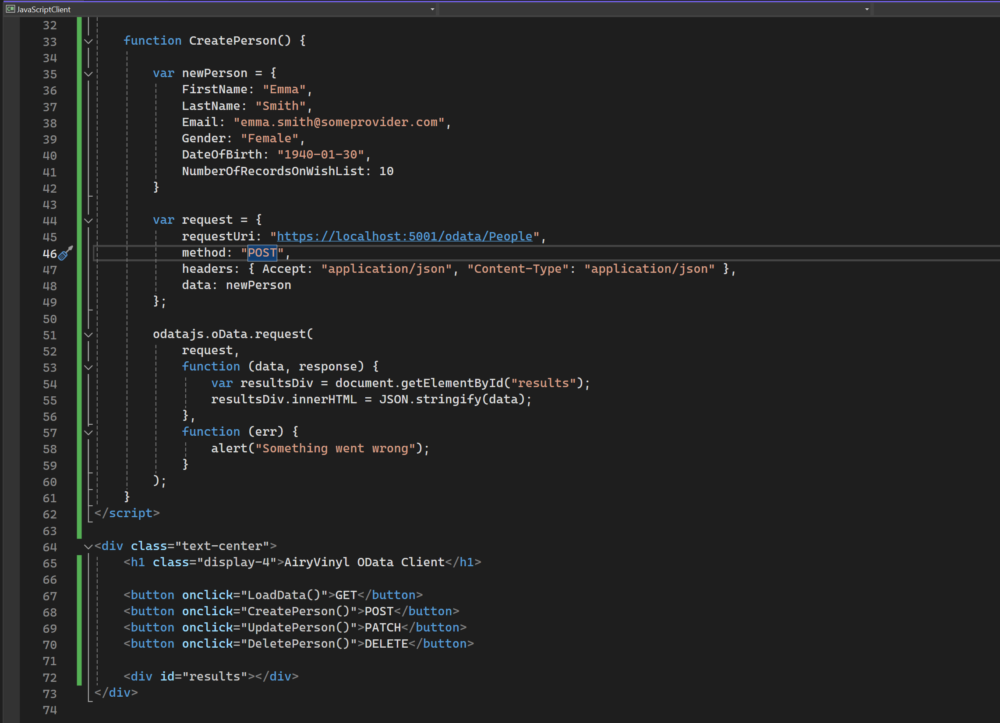 C# JavaScriptClient
32
33 function CreatePerson() {
34
35 var newPerson = {
36 FirstName: "Emma",
37 LastName: "Smith",
38 Email: "emma.smith@someprovider.com",
39 Gender: "Female",
40 DateOfBirth: "1940-01-30",
41 NumberOfRecordsOnWishList: 10
42 }
43
44 var request = {
45 requestUri: "https://localhost:5001/odata/People",
46 method: "POST",
47 headers: { Accept: "application/json", "Content-Type": "application/json" },
48 data: newPerson
49 };
50
51 odatajs.oData.request(
52 request,
53 function (data, response) {
54 var resultsDiv = document.getElementById("results");
55 resultsDiv.innerHTML = JSON.stringify(data);
56 },
57 function (err) {
58 alert("Something went wrong");
59 }
60 );
61 }
62 </script>
63
64 <div class="text-center">
65 <h1 class="display-4">AiryVinyl OData Client</h1>
66
67 <button onclick="LoadData()">GET</button>
68 <button onclick="CreatePerson()">POST</button>
69 <button onclick="UpdatePerson()">PATCH</button>
70 <button onclick="DeletePerson()">DELETE</button>
71
72 <div id="results"></div>
73 </div>
74